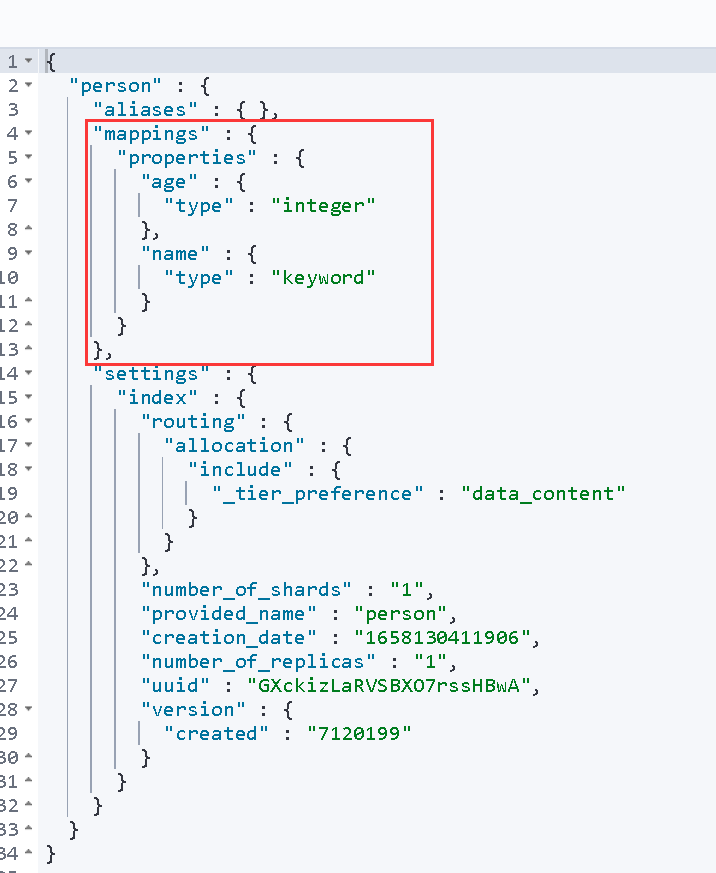 1 {
2 "person" : {
3 "aliases" : { },
4 "mappings" : {
5 "properties" : {
6 "age" : {
7 "type" : "integer"
8 },
9 "name" : {
10 "type" : "keyword"
11 }
12 }
13 },
14 "settings" : {
15 "index" : {
16 "routing" : {
17 "allocation" : {
18 "include" : {
19 "_tier_preference" : "data_content"
20 }
21 }
22 },
23 "number_of_shards" : "1",
24 "provided_name" : "person",
25 "creation_date" : "1658130411906",
26 "number_of_replicas" : "1",
27 "uuid" : "GXckizLaRVSBXO7rssHBwA",
28 "version" : {
29 "created" : "7120199"
30 }
31 }
32 }
33 }
34 }